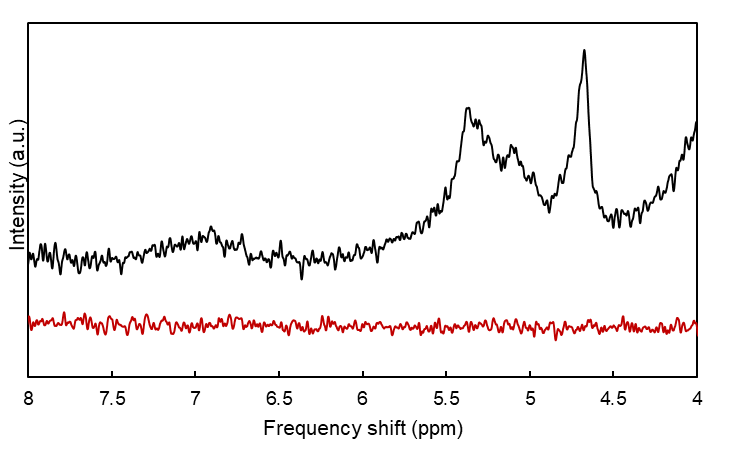 Intensity (a.u.)
8 7.5 7 6.5 6 5.5 5 4.5 4
Frequency shift (ppm)